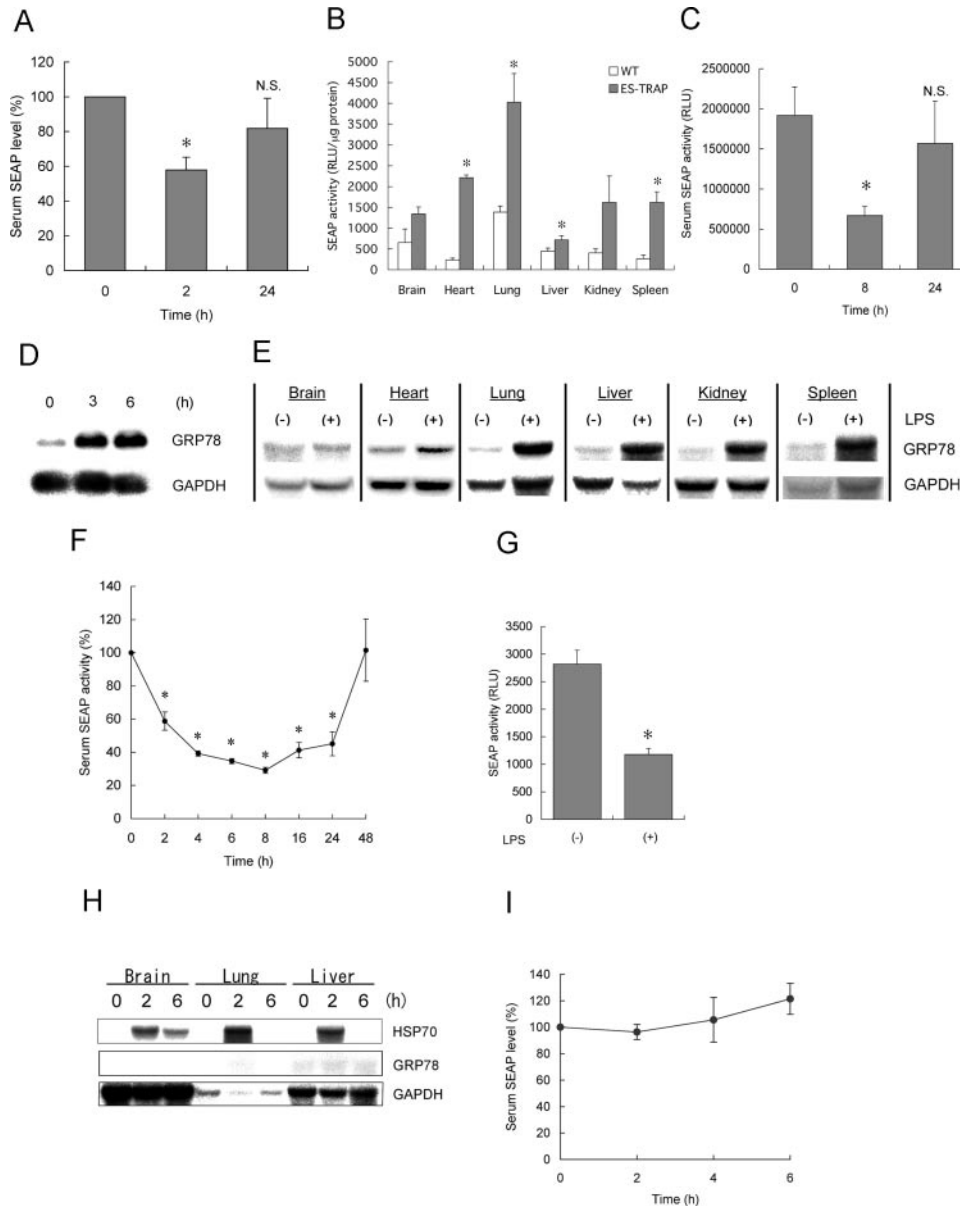 A
120
100
80
60
40
20
0
Serum SEAP level (%)
*
N.S.
0 2 24
Time (h)
B
5000
4500
4000
3500
3000
2500
2000
1500
1000
500
0
SEAP activity (RLU/μg protein)
WT
ES-TRAP
* * * *
Brain Heart Lung Liver Kidney Spleen
C
2500000
2000000
1500000
1000000
500000
0
Serum SEAP activity (RLU)
*
N.S.
0 8 24
Time (h)
D
0 3 6 (h)
GRP78
GAPDH
E
Brain Heart Lung Liver Kidney Spleen
(-) (+) (-) (+) (-) (+) (-) (+) (-) (+) (-) (+) LPS
GRP78
GAPDH
F
140
120
100
80
60
40
20
0
Serum SEAP activity (%)
* * * * * *
0 2 4 6 8 16 24 48
Time (h)
G
3500
3000
2500
2000
1500
1000
500
0
SEAP activity (RLU)
*
LPS (-) (+)
H
Brain Lung Liver
0 2 6 0 2 6 0 2 6 (h)
HSP70
GRP78
GAPDH
I
140
120
100
80
60
40
20
0
Serum SEAP level (%)
0 2 4 6
Time (h)